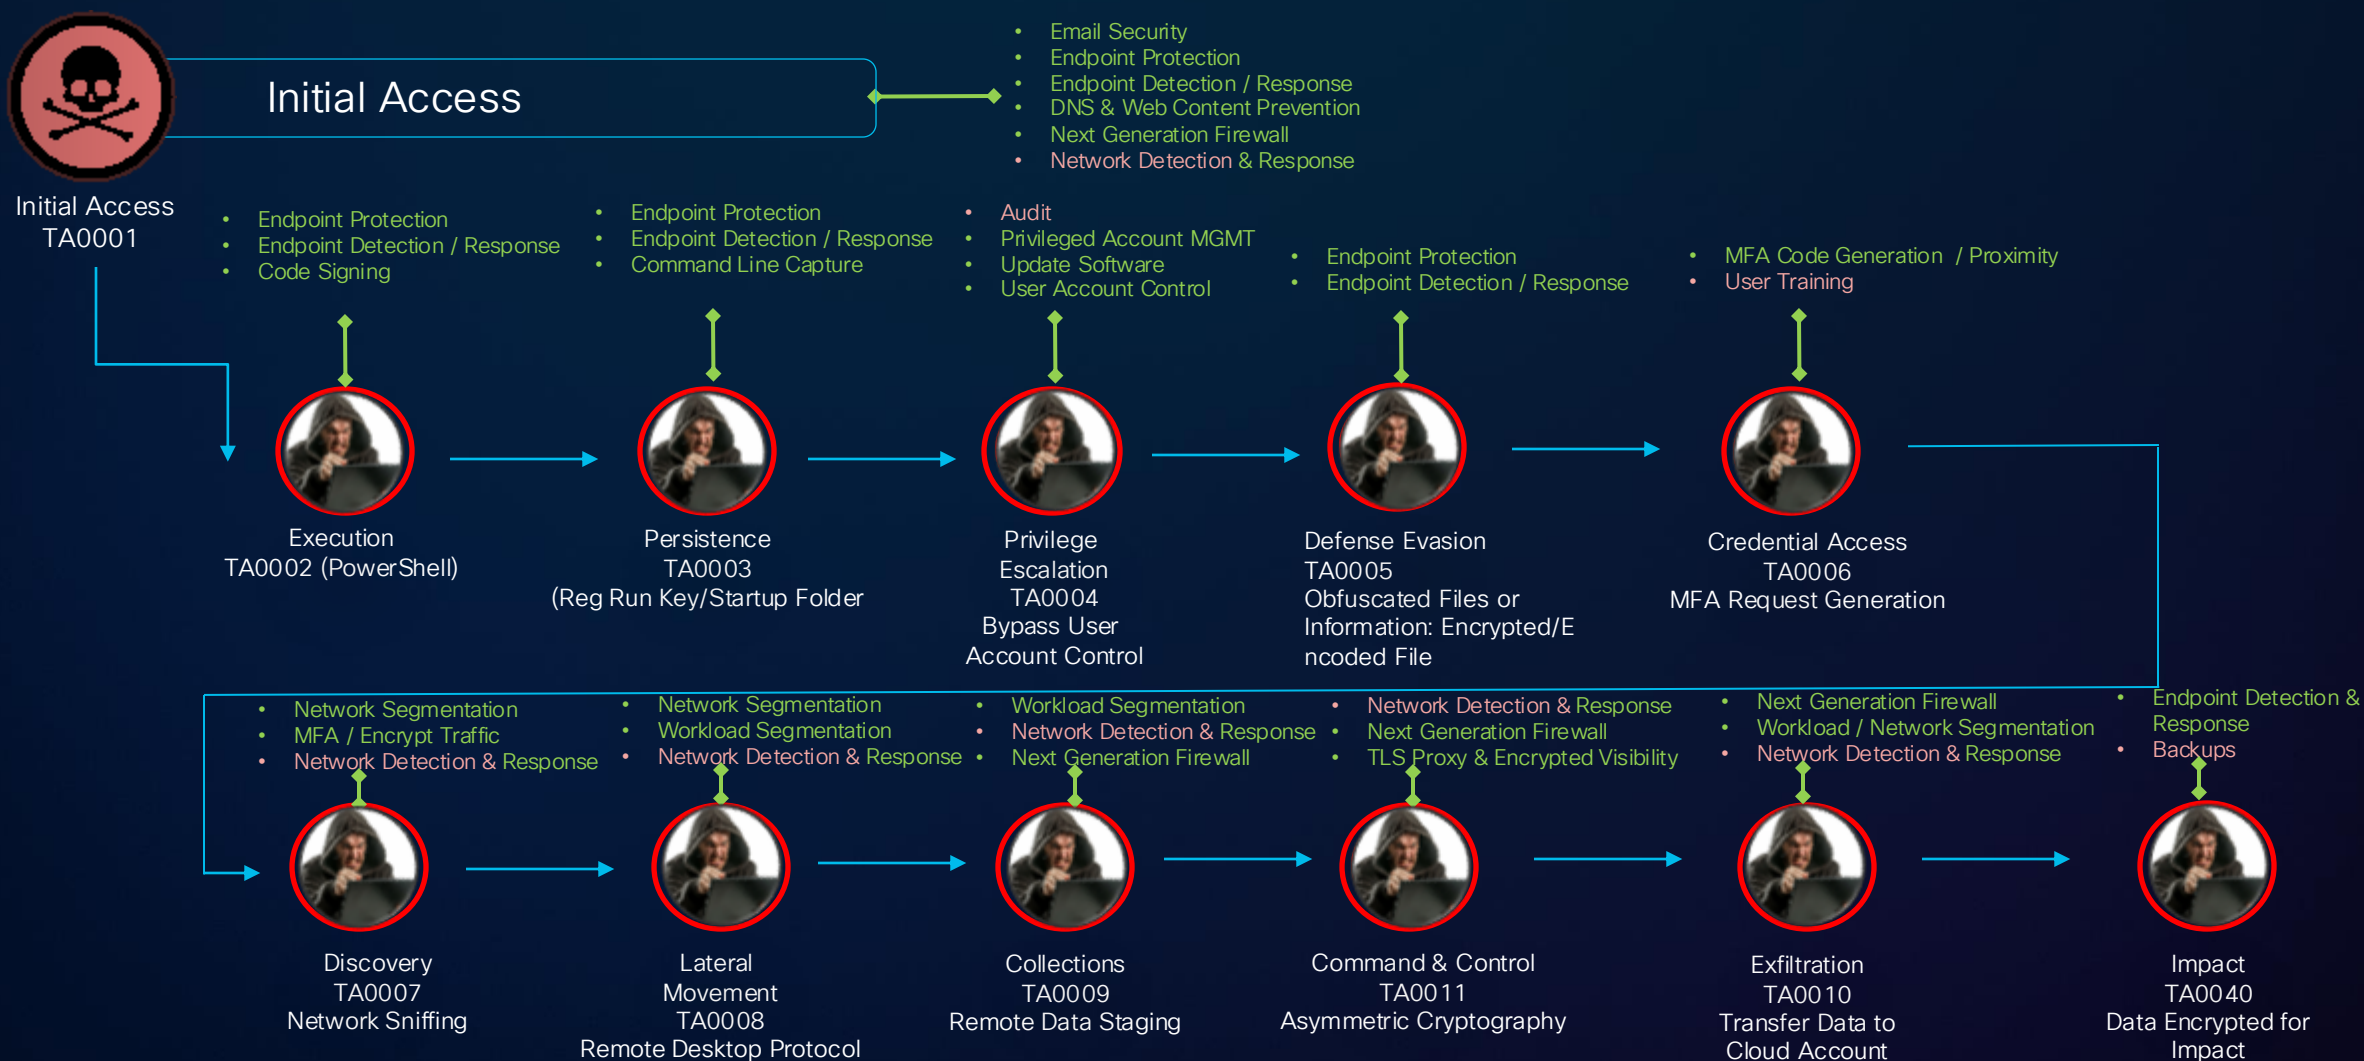 Initial Access
• Email Security
• Endpoint Protection
• Endpoint Detection / Response
• DNS & Web Content Prevention
• Next Generation Firewall
• Network Detection & Response
Initial Access
TA0001
• Endpoint Protection
• Endpoint Detection / Response
• Code Signing
• Endpoint Protection
• Endpoint Detection / Response
• Command Line Capture
• Audit
• Privileged Account MGMT
• Update Software
• User Account Control
• Endpoint Protection
• Endpoint Detection / Response
• MFA Code Generation / Proximity
• User Training
Execution
TA0002 (PowerShell)
Persistence
TA0003
(Reg Run Key/Startup Folder
Privilege
Escalation
TA0004
Bypass User
Account Control
Defense Evasion
TA0005
Obfuscated Files or
Information: Encrypted/E
ncoded File
Credential Access
TA0006
MFA Request Generation
• Network Segmentation
• MFA / Encrypt Traffic
• Network Detection & Response
• Network Segmentation
• Workload Segmentation
• Network Detection & Response
• Workload Segmentation
• Network Detection & Response
• Next Generation Firewall
• Network Detection & Response
• Next Generation Firewall
• TLS Proxy & Encrypted Visibility
• Next Generation Firewall
• Workload / Network Segmentation
• Network Detection & Response
• Endpoint Detection &
Response
• Backups
Discovery
TA0007
Network Sniffing
Lateral
Movement
TA0008
Remote Desktop Protocol
Collections
TA0009
Remote Data Staging
Command & Control
TA0011
Asymmetric Cryptography
Exfiltration
TA0010
Transfer Data to
Cloud Account
Impact
TA0040
Data Encrypted for
Impact